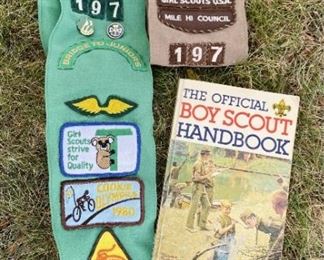 197
BRIDGE TO JUNIORS
Girl
Scouts
strive
for
Quality
COOKIE
OLYMPICS
1980
GIRL SCOUTS U.S.A.
MILE HI COUNCIL
197
THE OFFICIAL
BOY SCOUT
HANDBOOK